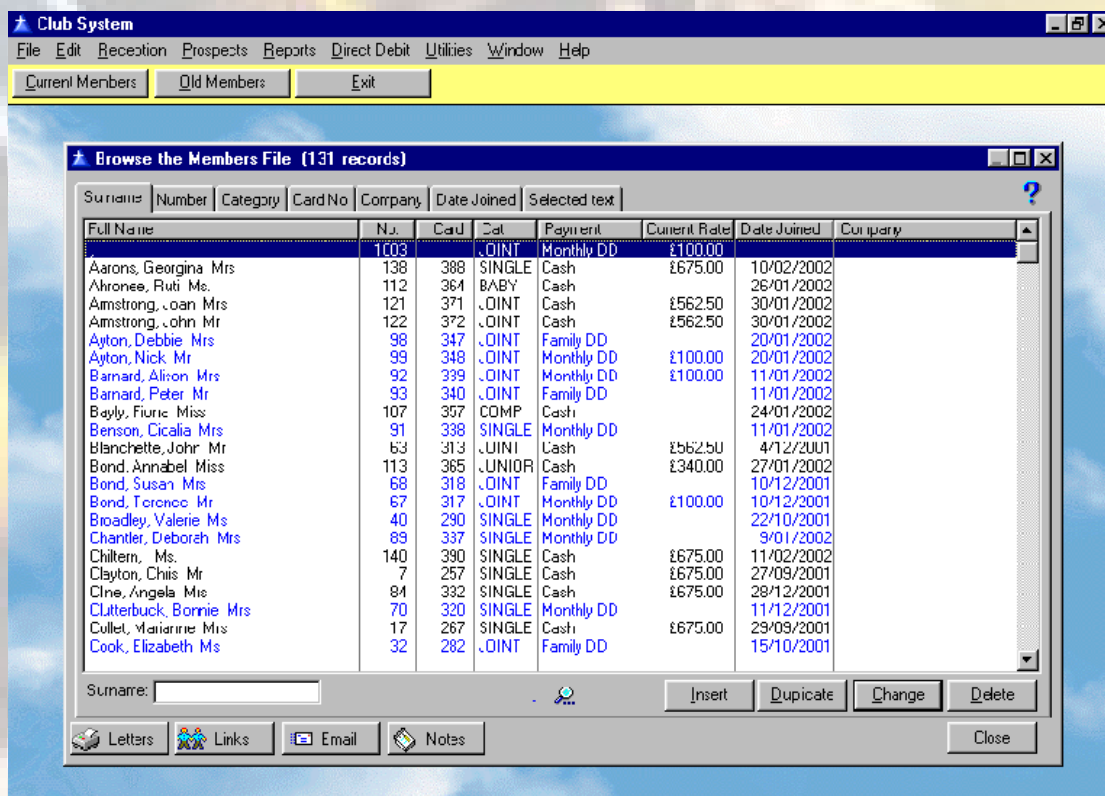 Club System
File Edit Reception Prospects Reports Direct Debit Utilities Window Help
Current Members Old Members Exit
Browse the Members File (131 records)
Surname Number Category Card No Company Date Joined Selected text
?
Full Name No. Card Cat Payment Current Rate Date Joined Company
, 1003 JOINT Monthly DD £100.00
Aarons, Georgina Mrs 138 388 SINGLE Cash £675.00 10/02/2002
Ahronee, Ruti Ms. 112 364 BABY Cash 26/01/2002
Armstrong, Joan Mrs 121 371 JOINT Cash £562.50 30/01/2002
Armstrong, John Mr 122 372 JOINT Cash £562.50 30/01/2002
Ayton, Debbie Mrs 98 347 JOINT Family DD 20/01/2002
Ayton, Nick Mr 99 348 JOINT Monthly DD £100.00 20/01/2002
Barnard, Alison Mrs 92 339 JOINT Monthly DD £100.00 11/01/2002
Barnard, Peter Mr 93 340 JOINT Family DD 11/01/2002
Bayly, Miss 107 357 COMP Cash 24/01/2002
Benson, Cicalia Mrs 91 338 SINGLE Monthly DD 11/01/2002
Blanchette, John Mr 63 313 JOINT Cash £562.50 4/12/2001
Bond, Annabel Miss 113 365 JUNIOR Cash £340.00 27/01/2002
Bond, Susan Mrs 68 318 JOINT Family DD 10/12/2001
Bond, Terence Mr 67 317 JOINT Monthly DD £100.00 10/12/2001
Broadley, Valerie Ms 40 290 SINGLE Monthly DD 22/10/2001
Chantler, Deborah Mrs 89 337 SINGLE Monthly DD 9/01/2002
Chiltern, Ms. 140 390 SINGLE Cash £675.00 11/02/2002
Clayton, Chris Mr 7 257 SINGLE Cash £675.00 27/09/2001
Cline, Angela Mrs 84 332 SINGLE Cash £675.00 28/12/2001
Clutterbuck, Bonnie Mrs 70 320 SINGLE Monthly DD 11/12/2001
Marianne Mrs 17 267 SINGLE Cash £675.00 29/09/2001
Cook, Elizabeth Ms 32 282 JOINT Family DD 15/10/2001
Surname: Insert Duplicate Change Delete
Letters Links Email Notes Close